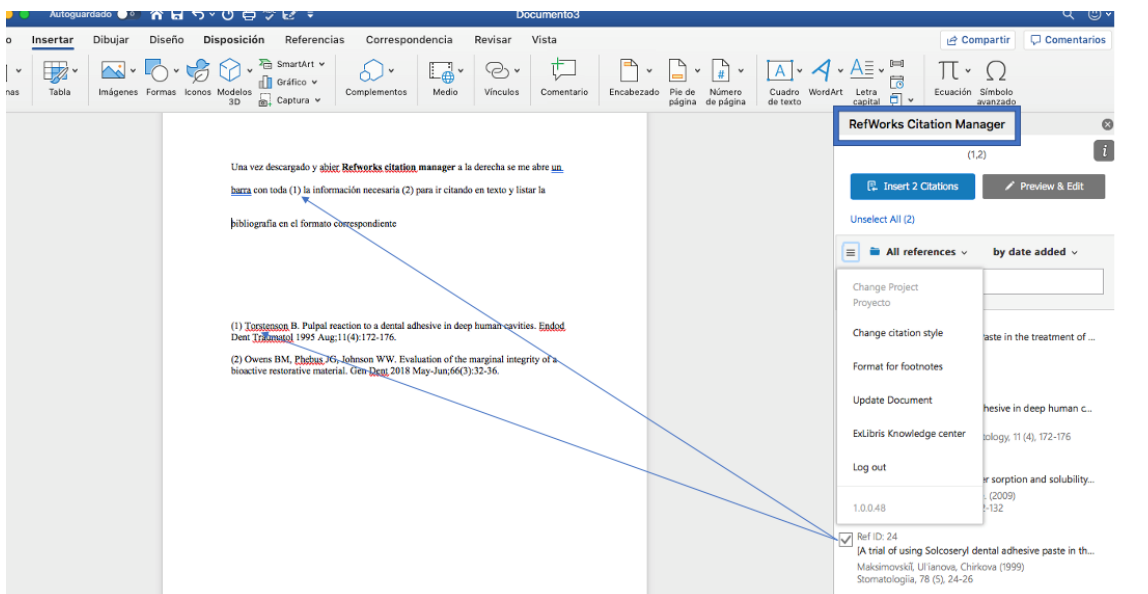 Autoguardado
Documento3
Insertar Dibujar Diseño Disposición Referencias Correspondencia Revisar Vista
Compartir Comentarios
Tabla Imágenes Formas Iconos Modelos 3D
SmartArt
Gráfico
Captura
Complementos Medio Vínculos Comentario Encabezado Pie de página Número de página Cuadro de texto WordArt Letra capital Ecuación Símbolo avanzado
Una vez descargado y abier Refworks citation manager a la derecha se me abre un
barra con toda (1) la información necesaria (2) para ir citando en texto y listar la
bibliografía en el formato correspondiente
(1) Torstenson B. Pulpal reaction to a dental adhesive in deep human cavities. Endod
Dent Traumatol 1995 Aug;11(4):172-176.
(2) Owens BM, Phebus JG, Johnson WW. Evaluation of the marginal integrity of a
bioactive restorative material. Gen Dent 2018 May-Jun;66(3):32-36.
RefWorks Citation Manager
(1,2)
i
Insert 2 Citations Preview & Edit
Unselect All (2)
All references by date added
Change Project
Proyecto
Change citation style
Format for footnotes
Update Document
ExLibris Knowledge center
Log out
1.0.0.48
in the treatment of ...
in deep human c...
11 (4), 172-176
sorption and solubility...
(2009)
-132
Ref ID: 24
[A trial of using Solcoseryl dental adhesive paste in th...
Maksimovskiĭ, Ul'ianova, Chirkova (1999)
Stomatologiia, 78 (5), 24-26